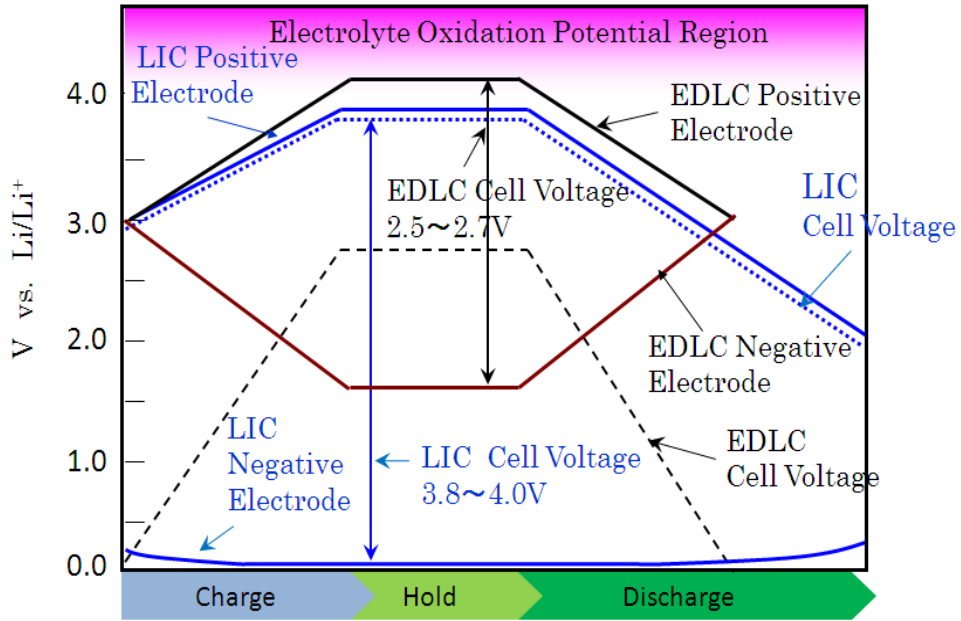 Electrolyte Oxidation Potential Region
LIC Positive
Electrode
EDLC Positive
Electrode
EDLC Cell Voltage
2.5～2.7V
LIC
Cell Voltage
EDLC Negative
Electrode
LIC
Negative
Electrode
LIC Cell Voltage
3.8～4.0V
EDLC
Cell Voltage
V vs. Li/Li⁺
4.0
3.0
2.0
1.0
0.0
Charge
Hold
Discharge